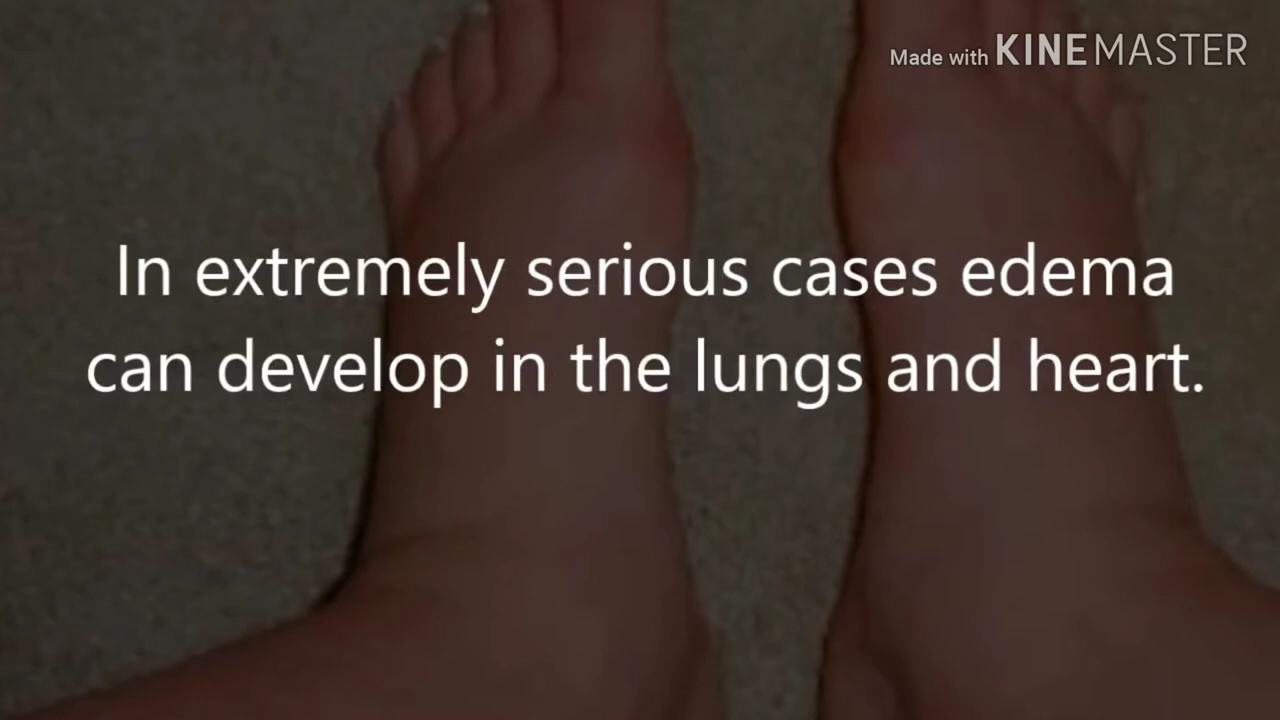 Made with KINEMASTER
In extremely serious cases edema
can develop in the lungs and heart.